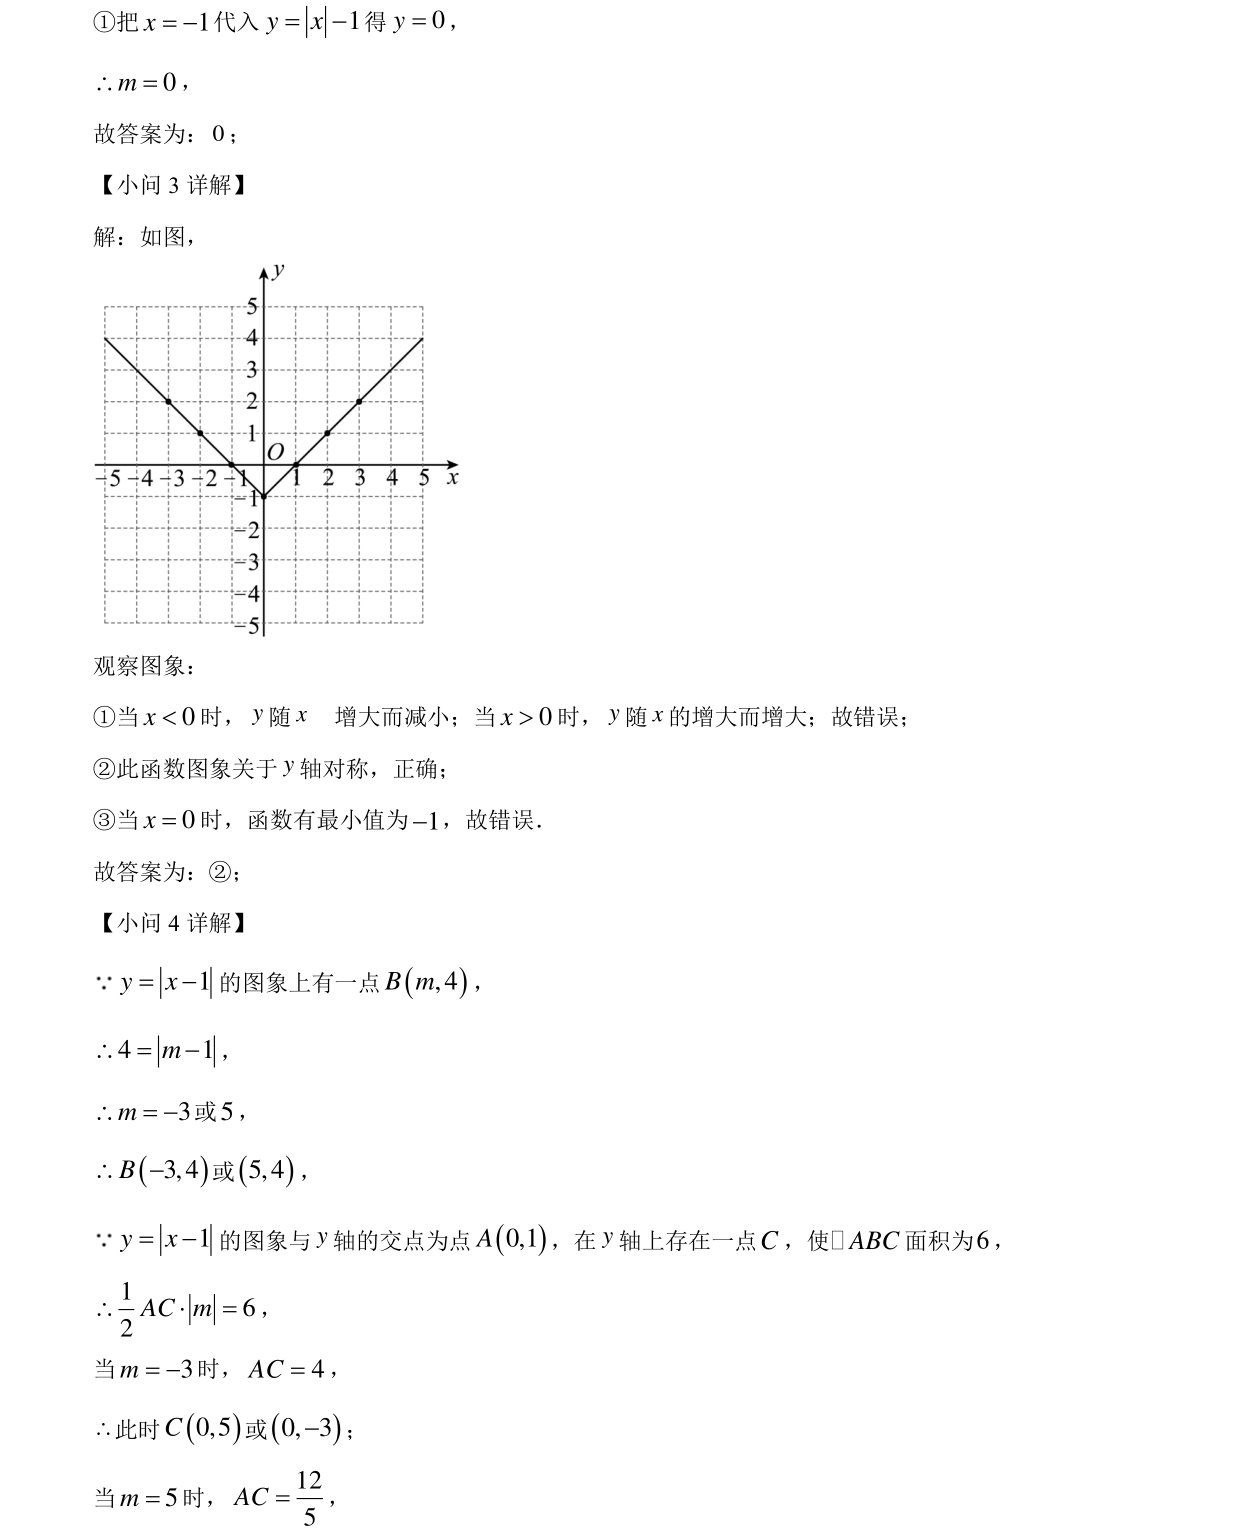 ①把 x = −1代入 y = |x| − 1得 y = 0，
∴m = 0，
故答案为：0；
【小问 3 详解】
解：如图，
y
5
4
3
2
1
O
−5 −4 −3 −2 −1 1 2 3 4 5 x
−1
−2
−3
−4
−5
观察图象：
①当 x < 0 时， y 随 x 增大而减小；当 x > 0 时， y 随 x 的增大而增大；故错误；
②此函数图象关于 y 轴对称，正确；
③当 x = 0 时，函数有最小值为 −1，故错误．
故答案为：②；
【小问 4 详解】
∵ y = |x − 1| 的图象上有一点 B(m, 4)，
∴4 = |m − 1|，
∴m = −3或5，
∴B(−3, 4)或(5, 4)，
∵ y = |x − 1| 的图象与 y 轴的交点为点 A(0,1)，在 y 轴上存在一点 C，使□ ABC 面积为6，
∴\frac{1}{2} AC·|m| = 6，
当 m = −3 时， AC = 4，
∴此时 C(0,5)或(0,−3)；
当 m = 5 时， AC = \frac{12}{5}，